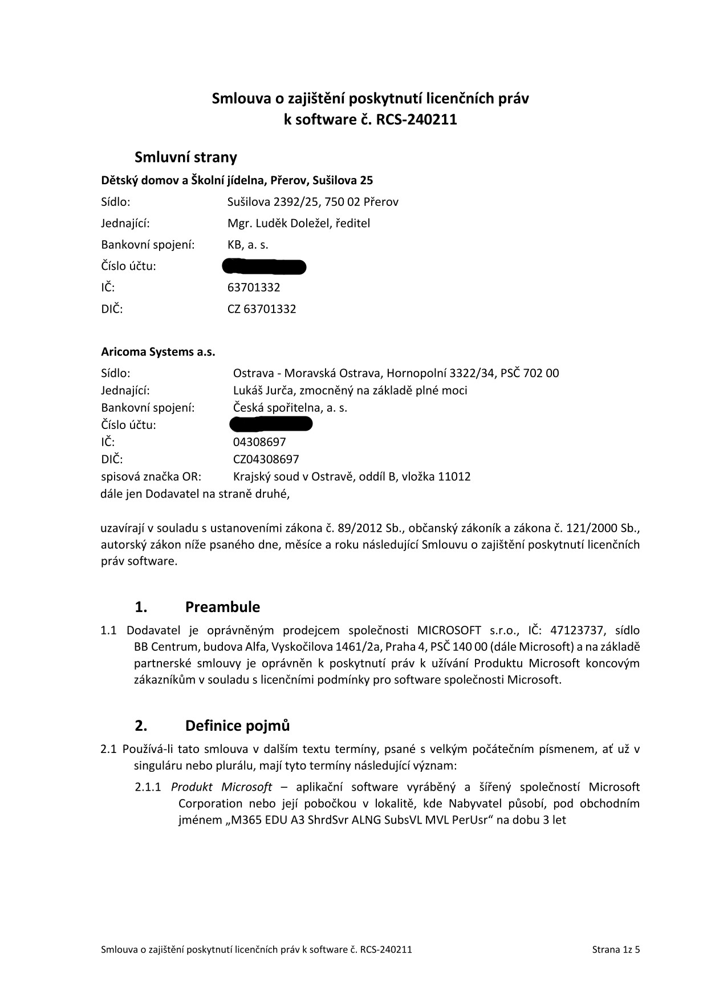 Smlouva o zajištění poskytnutí licenčních práv
k software č. RCS-240211
Smluvní strany
Dětský domov a Školní jídelna, Přerov, Sušilova 25
Sídlo: Sušilova 2392/25, 750 02 Přerov
Jednající: Mgr. Luděk Doležel, ředitel
Bankovní spojení: KB, a. s.
Číslo účtu:
IČ: 63701332
DIČ: CZ 63701332
Aricoma Systems a.s.
Sídlo: Ostrava - Moravská Ostrava, Hornopolní 3322/34, PSČ 702 00
Jednající: Lukáš Jurča, zmocněný na základě plné moci
Bankovní spojení: Česká spořitelna, a. s.
Číslo účtu:
IČ: 04308697
DIČ: CZ04308697
spisová značka OR: Krajský soud v Ostravě, oddíl B, vložka 11012
dále jen Dodavatel na straně druhé,
uzavírají v souladu s ustanoveními zákona č. 89/2012 Sb., občanský zákoník a zákona č. 121/2000 Sb.,
autorský zákon níže psaného dne, měsíce a roku následující Smlouvu o zajištění poskytnutí licenčních
práv software.
1. Preambule
1.1 Dodavatel je oprávněným prodejcem společnosti MICROSOFT s.r.o., IČ: 47123737, sídlo
BB Centrum, budova Alfa, Vyskočilova 1461/2a, Praha 4, PSČ 140 00 (dále Microsoft) a na základě
partnerské smlouvy je oprávněn k poskytnutí práv k užívání Produktu Microsoft koncovým
zákazníkům v souladu s licenčními podmínky pro software společnosti Microsoft.
2. Definice pojmů
2.1 Používá-li tato smlouva v dalším textu termíny, psané s velkým počátečním písmenem, ať už v
singuláru nebo plurálu, mají tyto termíny následující význam:
2.1.1 Produkt Microsoft – aplikační software vyráběný a šířený společností Microsoft
Corporation nebo její pobočkou v lokalitě, kde Nabyvatel působí, pod obchodním
jménem „M365 EDU A3 ShrdSvr ALNG SubsVL MVL PerUsr“ na dobu 3 let
Smlouva o zajištění poskytnutí licenčních práv k software č. RCS-240211 Strana 1z 5